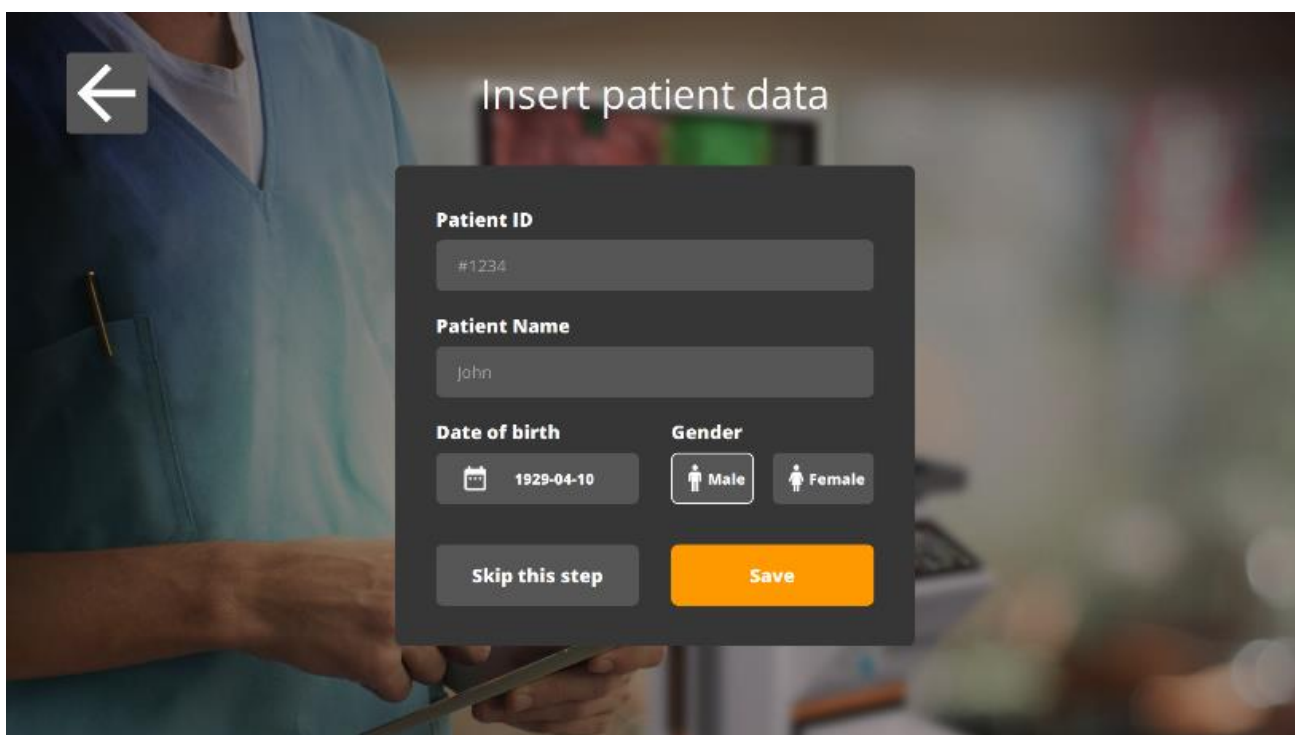 Insert patient data
Patient ID
#1234
Patient Name
John
Date of birth Gender
1929-04-10 Male Female
Skip this step Save